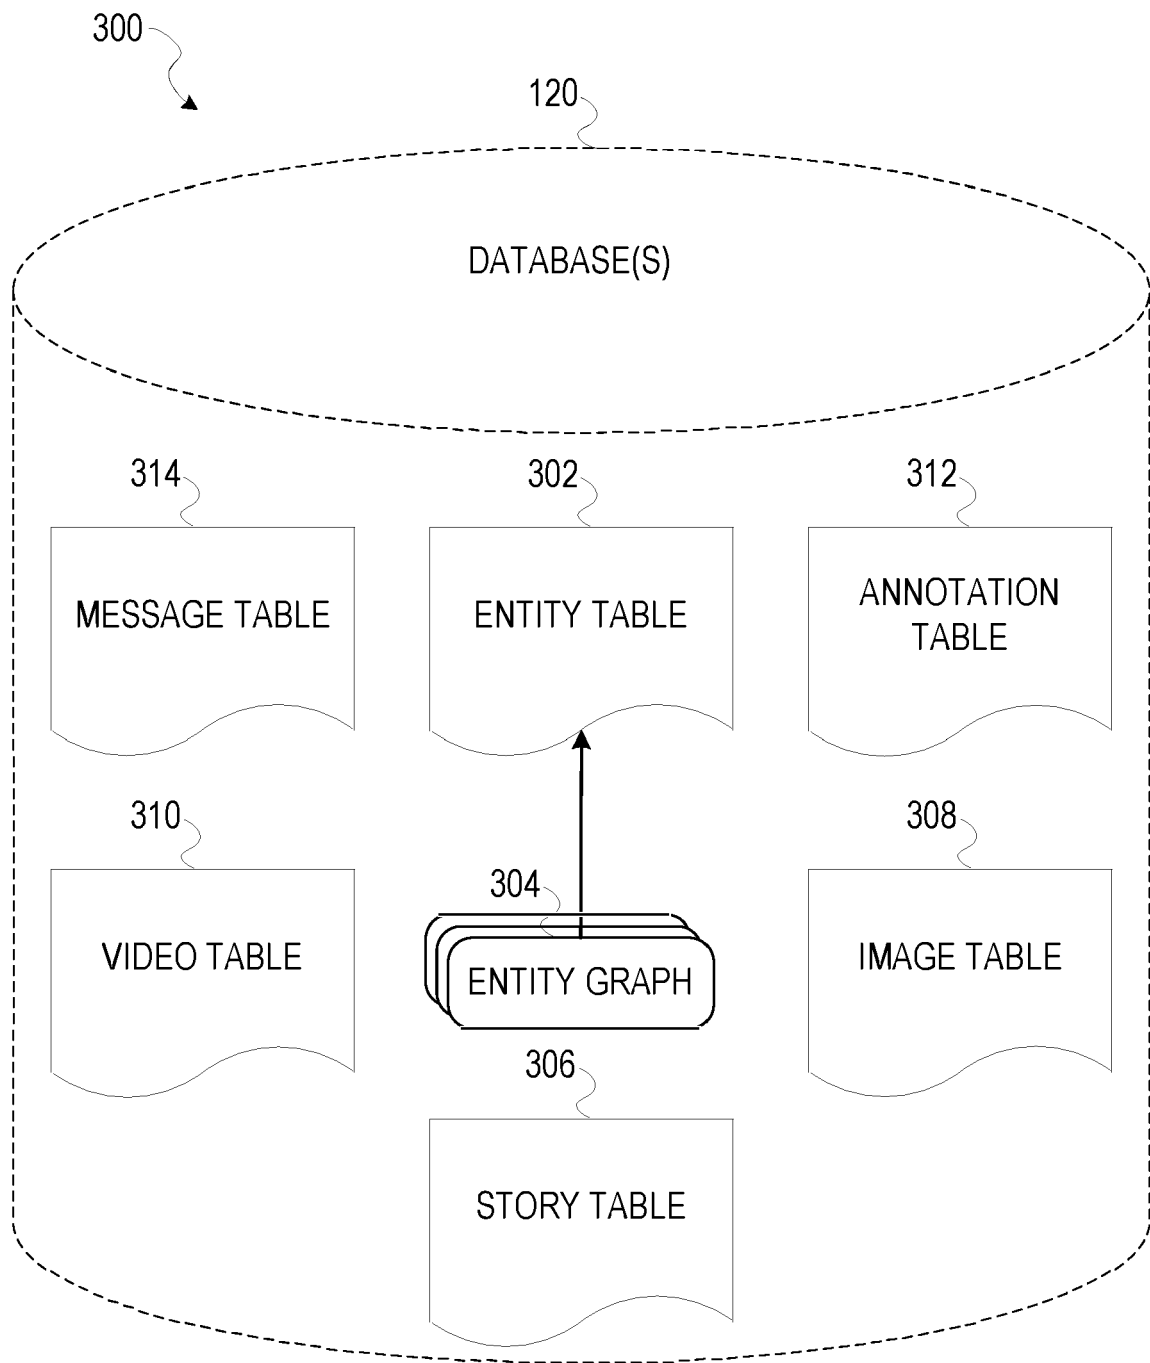 300
120
DATABASE(S)
314
302
312
MESSAGE TABLE
ENTITY TABLE
ANNOTATION
TABLE
310
308
304
VIDEO TABLE
ENTITY GRAPH
IMAGE TABLE
306
STORY TABLE